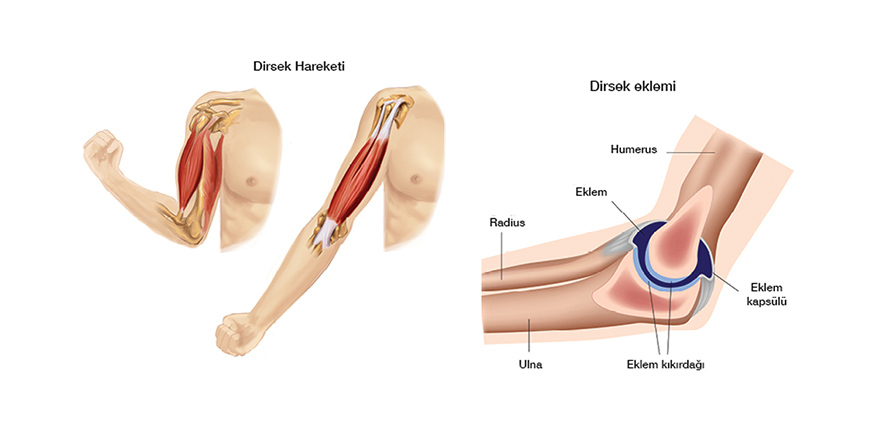 Dirsek Hareketi
Dirsek eklemi
Humerus
Eklem
Radius
Eklem
kapsülü
Ulna
Eklem kıkırdağı